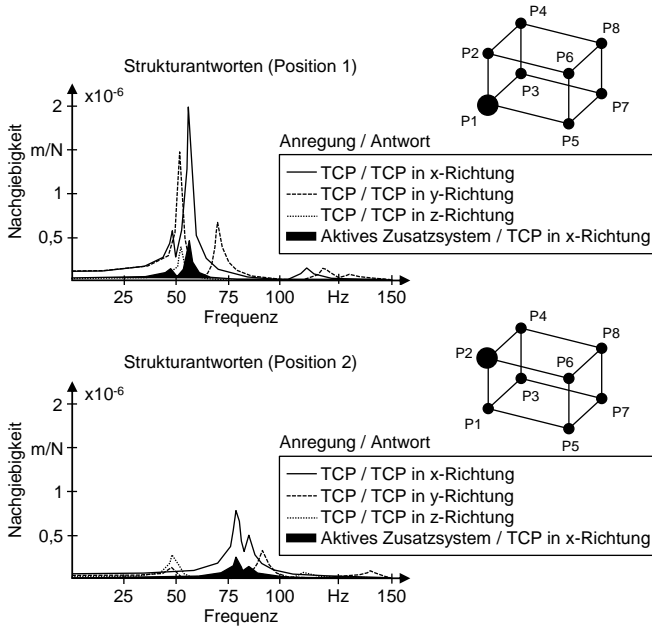 Strukturantworten (Position 1)
x10-6
Nachgiebigkeit
2
m/N
1
0,5
25
50
75
100
Hz
150
Frequenz
P4
P8
P2
P6
P3
P7
P1
P5
Anregung / Antwort
TCP / TCP in x-Richtung
TCP / TCP in y-Richtung
TCP / TCP in z-Richtung
Aktives Zusatzsystem / TCP in x-Richtung
Strukturantworten (Position 2)
x10-6
Nachgiebigkeit
2
m/N
1
0,5
25
50
75
100
Hz
150
Frequenz
P4
P8
P2
P6
P3
P7
P1
P5
Anregung / Antwort
TCP / TCP in x-Richtung
TCP / TCP in y-Richtung
TCP / TCP in z-Richtung
Aktives Zusatzsystem / TCP in x-Richtung